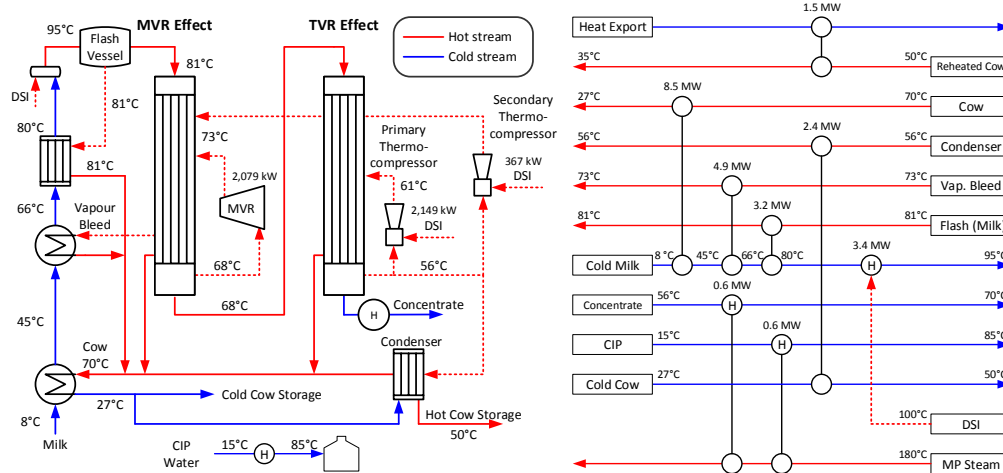 MVR Effect
TVR Effect
95°C
Flash
Vessel
Hot stream
Cold stream
81°C
DSI
81°C
80°C
73°C
Secondary
Thermo-
compressor
Primary
Thermo-
compressor
81°C
2,079 kW
MVR
61°C
367 kW
DSI
66°C
Vapour
Bleed
2,149 kW
DSI
68°C
56°C
68°C
Concentrate
H
45°C
Condenser
Cow
70°C
27°C
Cold Cow Storage
8°C
Milk
Hot Cow Storage
50°C
CIP
Water
15°C
H
85°C
1.5 MW
Heat Export
35°C
50°C
Reheated Cow
8.5 MW
27°C
70°C
Cow
2.4 MW
56°C
56°C
Condenser
4.9 MW
73°C
73°C
Vap. Bleed
3.2 MW
81°C
81°C
Flash (Milk)
3.4 MW
Cold Milk
8 °C
45°C
66°C
80°C
H
95°C
0.6 MW
Concentrate
56°C
H
70°C
0.6 MW
CIP
15°C
H
85°C
Cold Cow
27°C
50°C
100°C
DSI
180°C
MP Steam